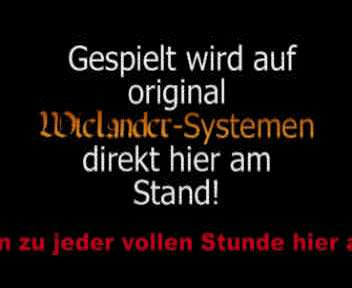 Gespielt wird auf
original
Wielander-Systemen
direkt hier am
Stand!
n zu jeder vollen Stunde hier a